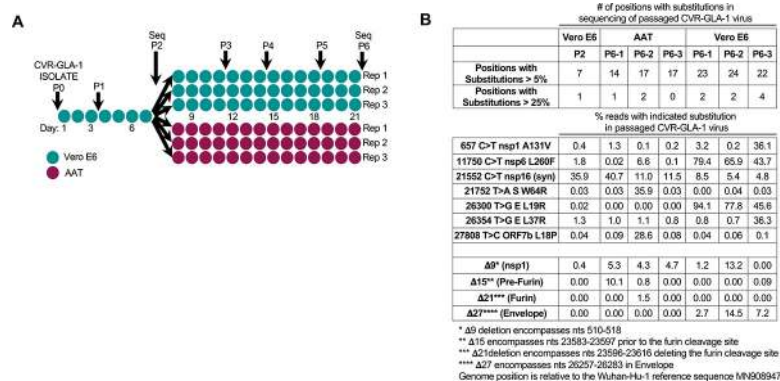 A
Seq
P2
CVR-GLA-1
ISOLATE
P0
P1
P3
P4
P5
Seq
P6
Rep 1
Rep 2
Rep 3
Day: 1 3 6 9 12 15 18 21
Rep 1
Rep 2
Rep 3
Vero E6
AAT
B
# of positions with substitutions in
sequencing of passaged CVR-GLA-1 virus
Vero E6 AAT Vero E6
P2 P6-1 P6-2 P6-3 P6-1 P6-2 P6-3
Positions with
Substitutions > 5% 7 14 17 17 23 24 22
Positions with
Substitutions > 25% 1 1 2 0 2 2 4
% reads with indicated substitution
in passaged CVR-GLA-1 virus
657 C>T nsp1 A131V 0.4 1.3 0.1 0.2 3.2 0.2 36.1
11750 C>T nsp6 L260F 1.8 0.02 6.6 0.1 79.4 65.9 43.7
21552 C>T nsp16 (syn) 35.9 40.7 11.0 11.5 8.5 5.4 4.8
21752 T>A S W64R 0.03 0.03 35.9 0.03 0.00 0.04 0.03
26300 T>G E L19R 0.02 0.00 0.00 0.00 94.1 77.8 45.6
26354 T>G E L37R 1.3 1.0 1.1 0.8 0.8 0.7 36.3
27808 T>C ORF7b L18P 0.04 0.09 28.6 0.08 0.04 0.06 0.1
Δ9* (nsp1) 0.4 5.3 4.3 4.7 1.2 13.2 0.00
Δ15** (Pre-Furin) 0.00 10.1 0.8 0.00 0.00 0.00 0.09
Δ21*** (Furin) 0.00 0.00 1.5 0.00 0.00 0.00 0.00
Δ27**** (Envelope) 0.00 0.00 0.00 0.00 2.7 14.5 7.2
* Δ9 deletion encompasses nts 510-518
** Δ15 encompasses nts 23583-23597 prior to the furin cleavage site
*** Δ21deletion encompasses nts 23596-23616 deleting the furin cleavage site
**** Δ27 encompasses nts 26257-26283 in Envelope
Genome position is relative to the Wuhan-Hu-1 reference sequence MN908947